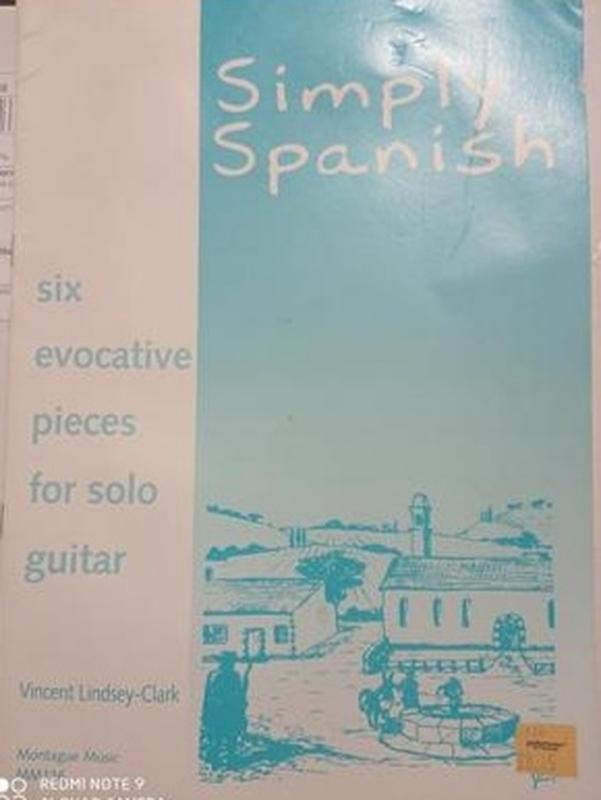 Simply
Spanish
six
evocative
pieces
for solo
guitar
Vincent Lindsey-Clark
Montague Music
REDMI NOTE 9